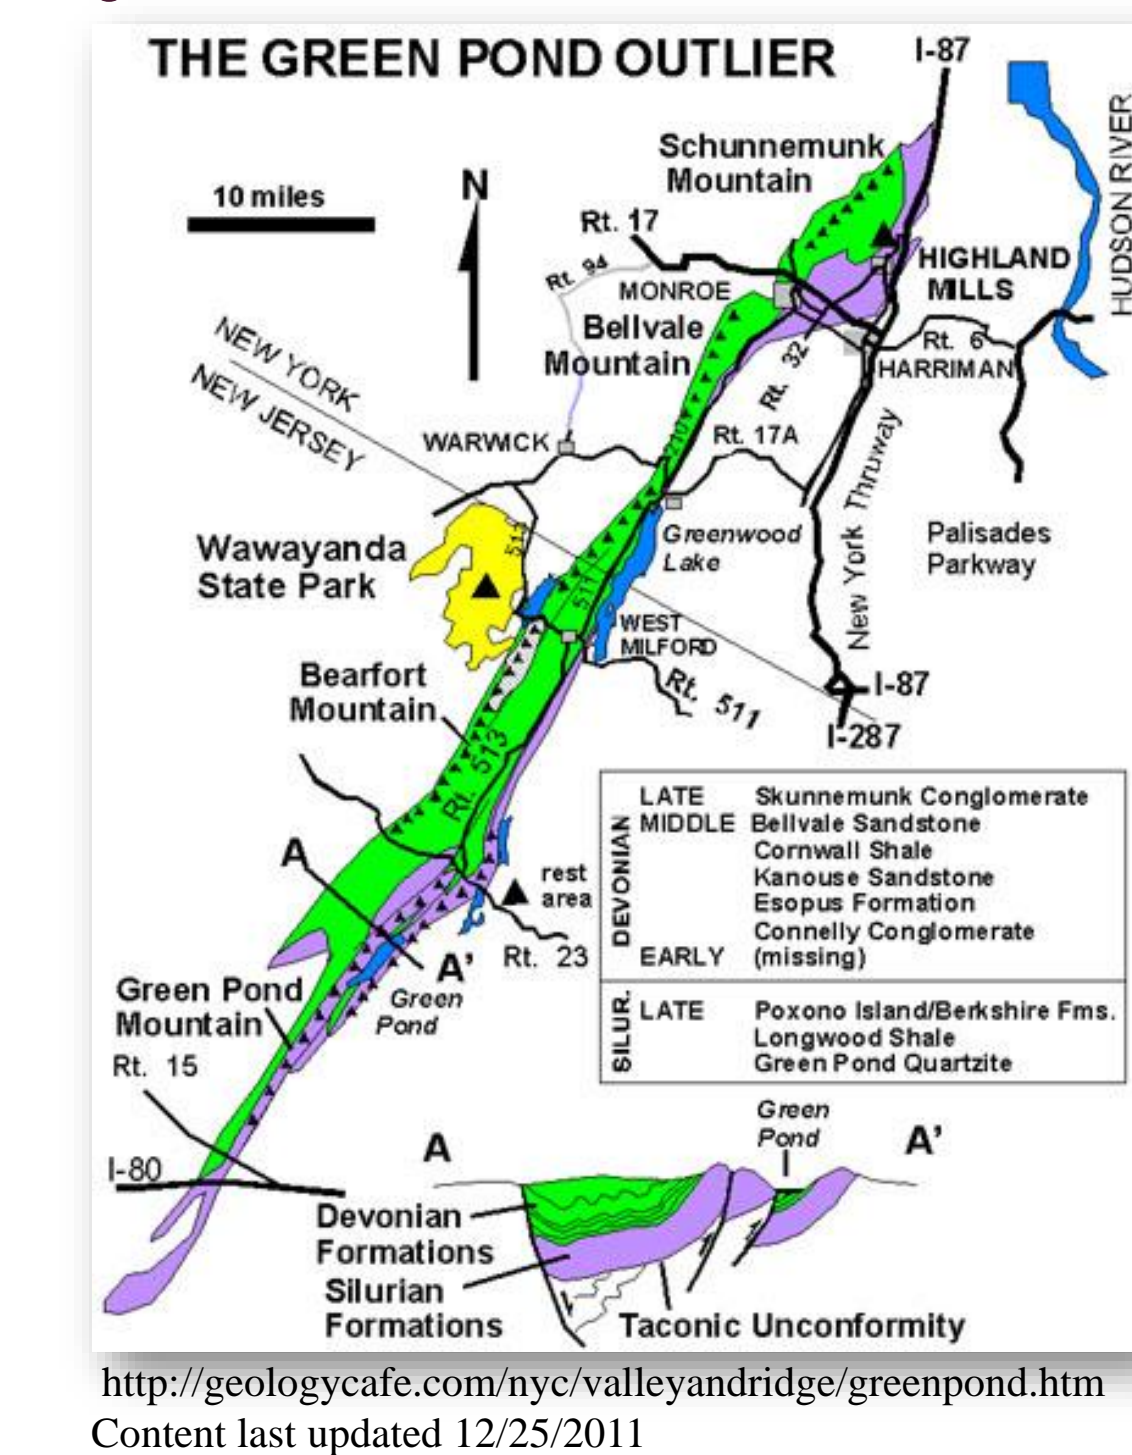 THE GREEN POND OUTLIER
I-87
HUDSON RIVER
Schunnemunk
Mountain
10 miles
N
Rt. 17
Rt. 94
MONROE
HIGHLAND
MILLS
Bellvale
Mountain
Rt. 32
Rt. 6
HARRIMAN
NEW YORK
NEW JERSEY
210
Rt. 17A
WARWICK
New York Thruway
Greenwood
Lake
Palisades
Parkway
Wawayanda
State Park
511
WEST
MILFORD
Rt. 511
I-87
I-287
Bearfort
Mountain
Rt. 513
A
A'
rest
area
Rt. 23
Green
Pond
Green Pond
Mountain
Rt. 15
I-80
DEVONIAN
LATE Skunnemunk Conglomerate
MIDDLE Bellvale Sandstone
Cornwall Shale
Kanouse Sandstone
Esopus Formation
Connelly Conglomerate
EARLY (missing)
SILUR.
LATE Poxono Island/Berkshire Fms.
Longwood Shale
Green Pond Quartzite
A
Green
Pond
A'
Devonian
Formations
Silurian
Formations
Taconic Unconformity
http://geologycafe.com/nyc/valleyandridge/greenpond.htm
Content last updated 12/25/2011